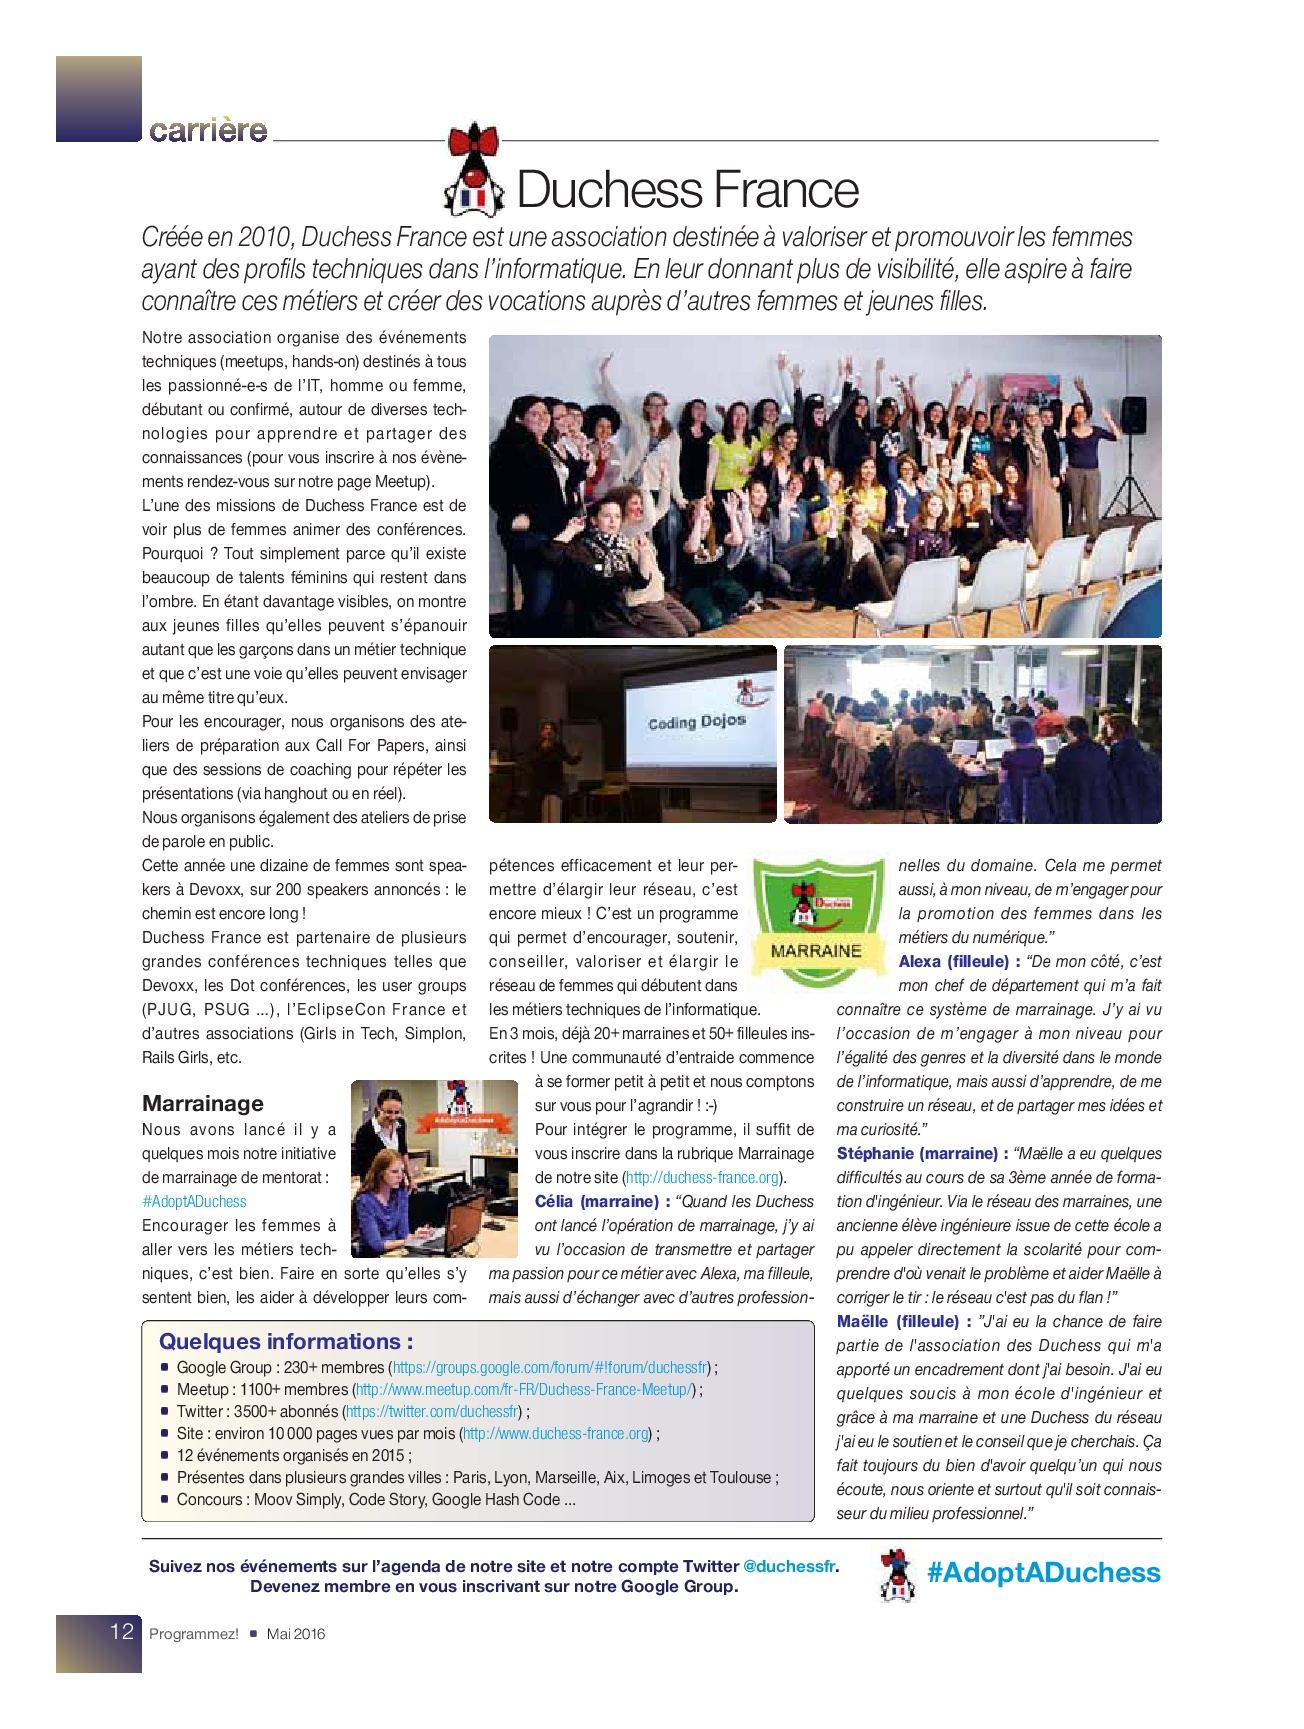 carrière
Duchess France
Créée en 2010, Duchess France est une association destinée à valoriser et promouvoir les femmes
ayant des profils techniques dans l’informatique. En leur donnant plus de visibilité, elle aspire à faire
connaître ces métiers et créer des vocations auprès d’autres femmes et jeunes filles.
Notre association organise des événements
techniques (meetups, hands-on) destinés à tous
les passionné-e-s de l’IT, homme ou femme,
débutant ou confirmé, autour de diverses tech-
nologies pour apprendre et partager des
connaissances (pour vous inscrire à nos évène-
ments rendez-vous sur notre page Meetup).
L’une des missions de Duchess France est de
voir plus de femmes animer des conférences.
Pourquoi ? Tout simplement parce qu’il existe
beaucoup de talents féminins qui restent dans
l’ombre. En étant davantage visibles, on montre
aux jeunes filles qu’elles peuvent s’épanouir
autant que les garçons dans un métier technique
et que c’est une voie qu’elles peuvent envisager
au même titre qu’eux.
Pour les encourager, nous organisons des ate-
liers de préparation aux Call For Papers, ainsi
que des sessions de coaching pour répéter les
présentations (via hanghout ou en réel).
Nous organisons également des ateliers de prise
de parole en public.
Cette année une dizaine de femmes sont spea-
kers à Devoxx, sur 200 speakers annoncés : le
chemin est encore long !
Duchess France est partenaire de plusieurs
grandes conférences techniques telles que
Devoxx, les Dot conférences, les user groups
(PJUG, PSUG ...), l’EclipseCon France et
d’autres associations (Girls in Tech, Simplon,
Rails Girls, etc.
Marrainage
Nous avons lancé il y a
quelques mois notre initiative
de marrainage de mentorat :
#AdoptADuchess
Encourager les femmes à
aller vers les métiers tech-
niques, c’est bien. Faire en sorte qu’elles s’y
sentent bien, les aider à développer leurs com-
#AdoptADuchess
Coding Dojos
pétences efficacement et leur per-
mettre d’élargir leur réseau, c’est
encore mieux ! C’est un programme
qui permet d’encourager, soutenir,
conseiller, valoriser et élargir le
réseau de femmes qui débutent dans
les métiers techniques de l’informatique.
En 3 mois, déjà 20+ marraines et 50+ filleules ins-
crites ! Une communauté d’entraide commence
à se former petit à petit et nous comptons
sur vous pour l’agrandir ! :-)
Pour intégrer le programme, il suffit de
vous inscrire dans la rubrique Marrainage
de notre site (http://duchess-france.org).
Célia (marraine) : “Quand les Duchess
ont lancé l’opération de marrainage, j’y ai
vu l’occasion de transmettre et partager
ma passion pour ce métier avec Alexa, ma filleule,
mais aussi d’échanger avec d’autres profession-
Duchess
MARRAINE
nelles du domaine. Cela me permet
aussi, à mon niveau, de m’engager pour
la promotion des femmes dans les
métiers du numérique.”
Alexa (filleule) : “De mon côté, c’est
mon chef de département qui m’a fait
connaître ce système de marrainage. J’y ai vu
l’occasion de m’engager à mon niveau pour
l’égalité des genres et la diversité dans le monde
de l’informatique, mais aussi d’apprendre, de me
construire un réseau, et de partager mes idées et
ma curiosité.”
Stéphanie (marraine) : “Maëlle a eu quelques
difficultés au cours de sa 3ème année de forma-
tion d'ingénieur. Via le réseau des marraines, une
ancienne élève ingénieure issue de cette école a
pu appeler directement la scolarité pour com-
prendre d'où venait le problème et aider Maëlle à
corriger le tir : le réseau c'est pas du flan !”
Maëlle (filleule) : ”J'ai eu la chance de faire
partie de l'association des Duchess qui m'a
apporté un encadrement dont j'ai besoin. J'ai eu
quelques soucis à mon école d'ingénieur et
grâce à ma marraine et une Duchess du réseau
j'ai eu le soutien et le conseil que je cherchais. Ça
fait toujours du bien d'avoir quelqu’un qui nous
écoute, nous oriente et surtout qu'il soit connais-
seur du milieu professionnel.”
Quelques informations :
Google Group : 230+ membres (https://groups.google.com/forum/#!forum/duchessfr) ;
Meetup : 1100+ membres (http://www.meetup.com/fr-FR/Duchess-France-Meetup/) ;
Twitter : 3500+ abonnés (https://twitter.com/duchessfr) ;
Site : environ 10 000 pages vues par mois (http://www.duchess-france.org) ;
12 événements organisés en 2015 ;
Présentes dans plusieurs grandes villes : Paris, Lyon, Marseille, Aix, Limoges et Toulouse ;
Concours : Moov Simply, Code Story, Google Hash Code ...
Suivez nos événements sur l’agenda de notre site et notre compte Twitter @duchessfr.
Devenez membre en vous inscrivant sur notre Google Group.
#AdoptADuchess
12 Programmez! ▪ Mai 2016